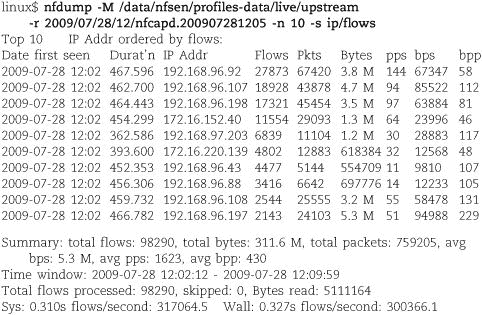 linux$ nfdump -M /data/nfsen/profiles-data/live/upstream
-r 2009/07/28/12/nfcapd.200907281205 -n 10 -s ip/flows
Top 10 IP Addr ordered by flows:
Date first seen Durat'n IP Addr Flows Pkts Bytes pps bps bpp
2009-07-28 12:02 467.596 192.168.96.92 27873 67420 3.8 M 144 67347 58
2009-07-28 12:02 462.700 192.168.96.107 18928 43878 4.7 M 94 85522 112
2009-07-28 12:02 464.443 192.168.96.198 17321 45454 3.5 M 97 63884 81
2009-07-28 12:02 454.299 172.16.152.40 11554 29093 1.3 M 64 23996 46
2009-07-28 12:02 362.586 192.168.97.203 6839 11104 1.2 M 30 28883 117
2009-07-28 12:02 393.600 172.16.220.139 4802 12883 618384 32 12568 48
2009-07-28 12:02 452.353 192.168.96.43 4477 5144 554709 11 9810 107
2009-07-28 12:02 456.306 192.168.96.88 3416 6642 697776 14 12233 105
2009-07-28 12:02 459.732 192.168.96.108 2544 25555 3.2 M 55 58478 131
2009-07-28 12:02 466.782 192.168.96.197 2143 24103 5.3 M 51 94988 229
Summary: total flows: 98290, total bytes: 311.6 M, total packets: 759205, avg
bps: 5.3 M, avg pps: 1623, avg bpp: 430
Time window: 2009-07-28 12:02:12 - 2009-07-28 12:09:59
Total flows processed: 98290, skipped: 0, Bytes read: 5111164
Sys: 0.310s flows/second: 317064.5 Wall: 0.327s flows/second: 300366.1